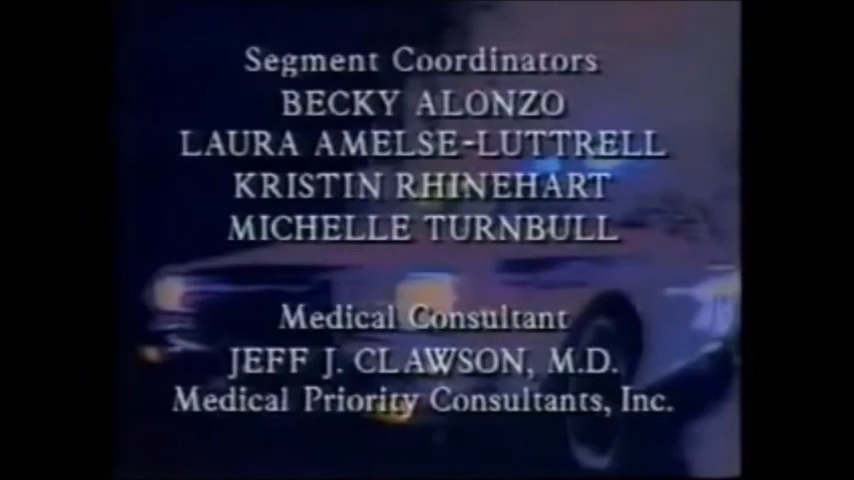 Segment Coordinators
BECKY ALONZO
LAURA AMELSE-LUTTRELL
KRISTIN RHINEHART
MICHELLE TURNBULL
Medical Consultant
JEFF J. CLAWSON, M.D.
Medical Priority Consultants, Inc.